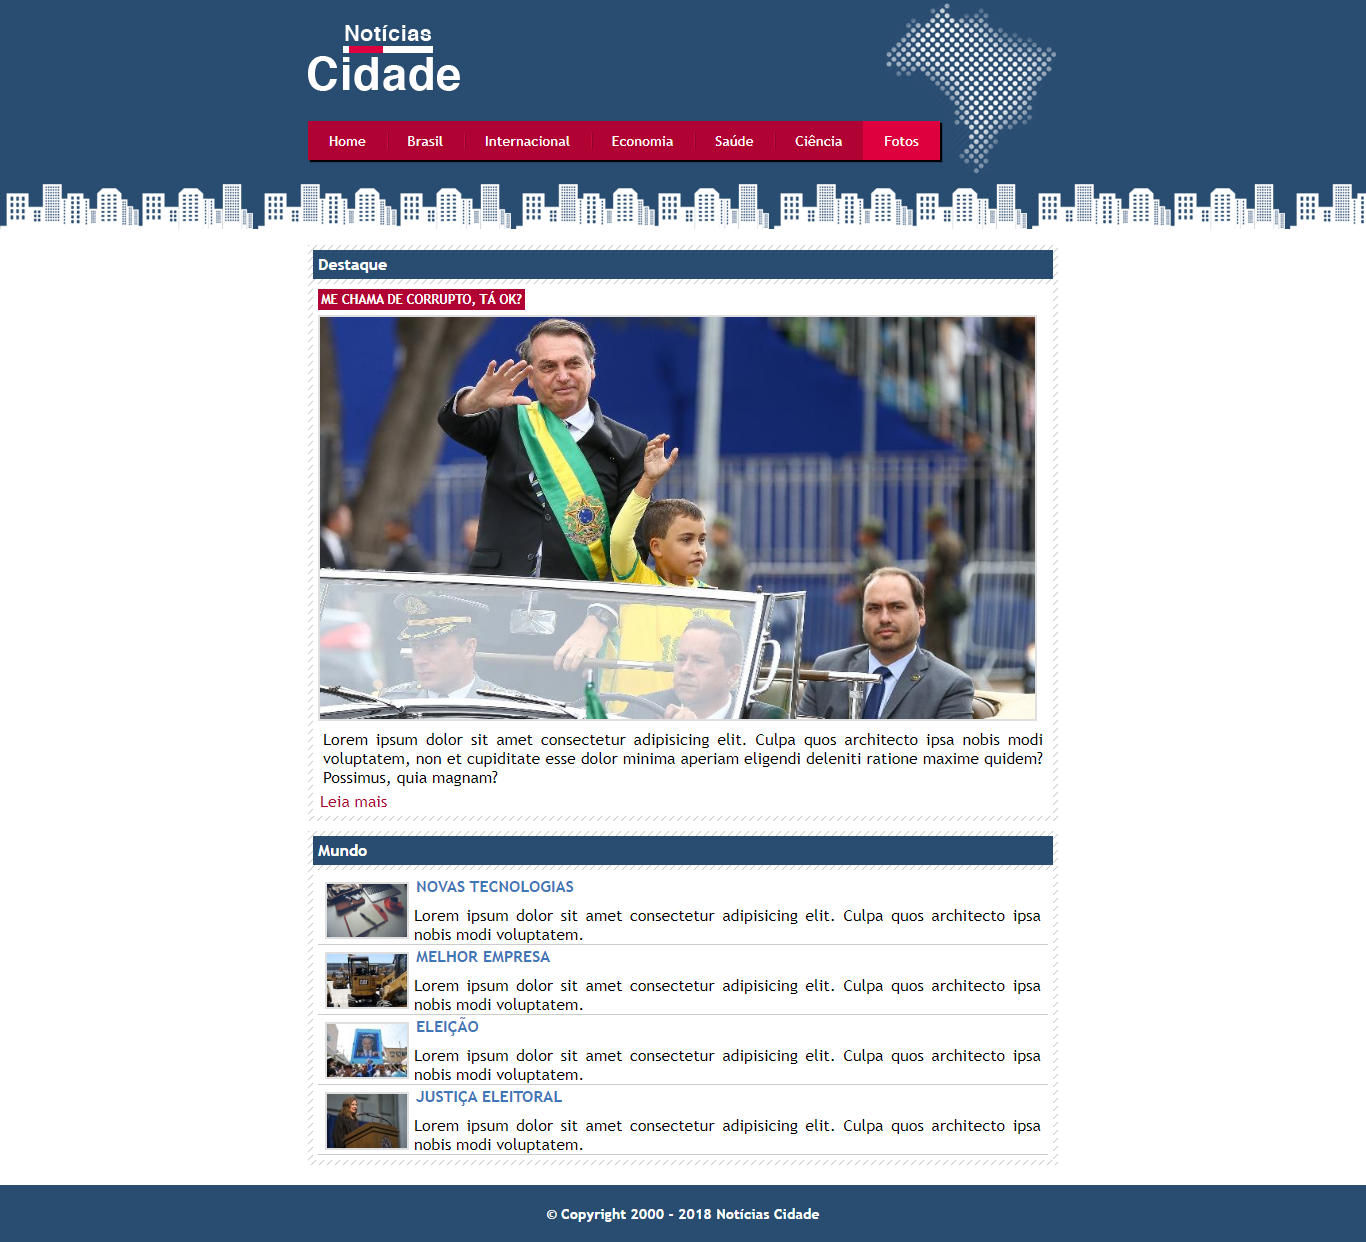 Notícias
Cidade
Home Brasil Internacional Economia Saúde Ciência Fotos
Destaque
ME CHAMA DE CORRUPTO, TÁ OK?
Lorem ipsum dolor sit amet consectetur adipisicing elit. Culpa quos architecto ipsa nobis modi
voluptatem, non et cupiditate esse dolor minima aperiam eligendi deleniti ratione maxime quidem?
Possimus, quia magnam?
Leia mais
Mundo
NOVAS TECNOLOGIAS
Lorem ipsum dolor sit amet consectetur adipisicing elit. Culpa quos architecto ipsa
nobis modi voluptatem.
MELHOR EMPRESA
Lorem ipsum dolor sit amet consectetur adipisicing elit. Culpa quos architecto ipsa
nobis modi voluptatem.
ELEIÇÃO
Lorem ipsum dolor sit amet consectetur adipisicing elit. Culpa quos architecto ipsa
nobis modi voluptatem.
JUSTIÇA ELEITORAL
Lorem ipsum dolor sit amet consectetur adipisicing elit. Culpa quos architecto ipsa
nobis modi voluptatem.
© Copyright 2000 - 2018 Notícias Cidade